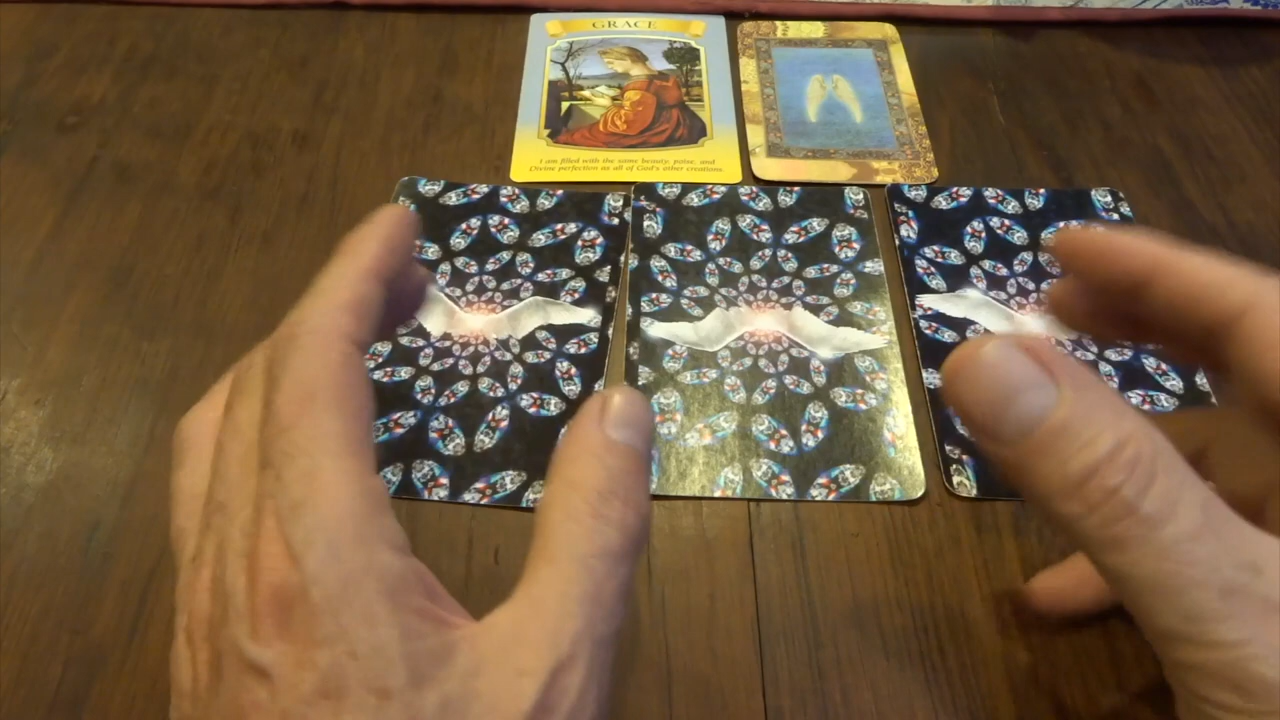 GRACE
I am filled with the same beauty, poise, and
Divine perfection as all of God's other creations.